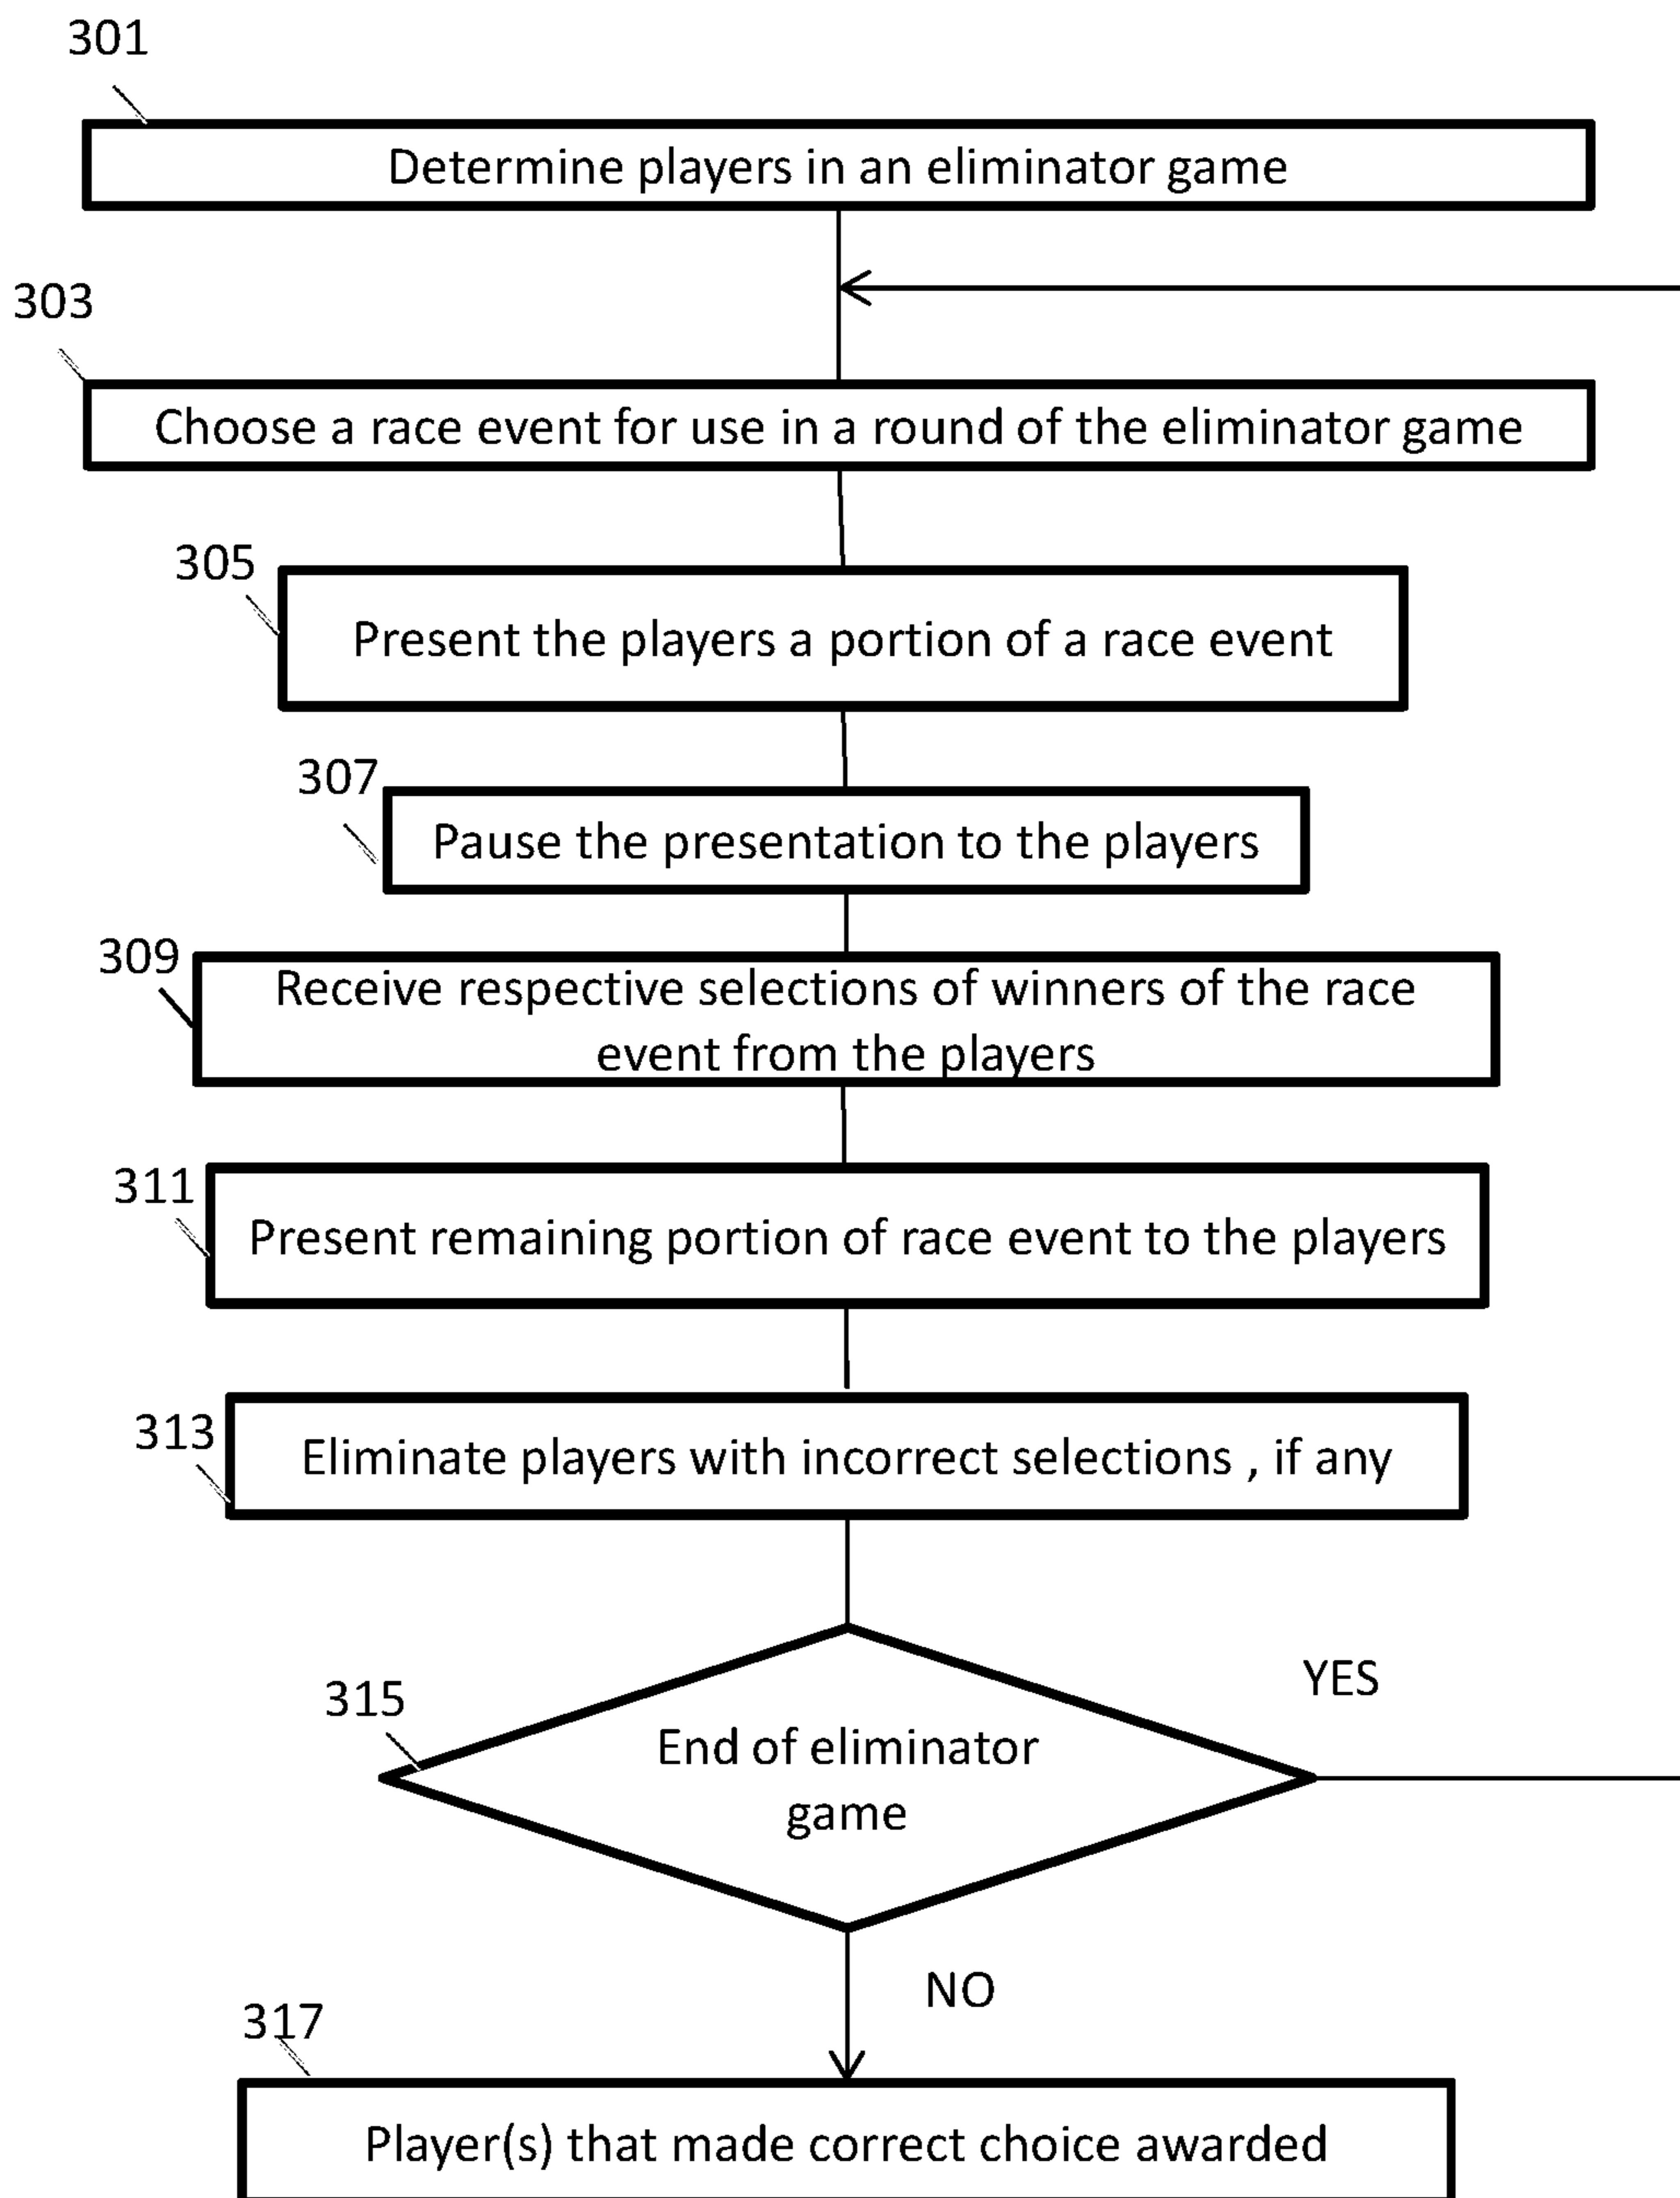 301
Determine players in an eliminator game
303
Choose a race event for use in a round of the eliminator game
305
Present the players a portion of a race event
307
Pause the presentation to the players
309
Receive respective selections of winners of the race
event from the players
311
Present remaining portion of race event to the players
313
Eliminate players with incorrect selections , if any
315
YES
End of eliminator
game
NO
317
Player(s) that made correct choice awarded